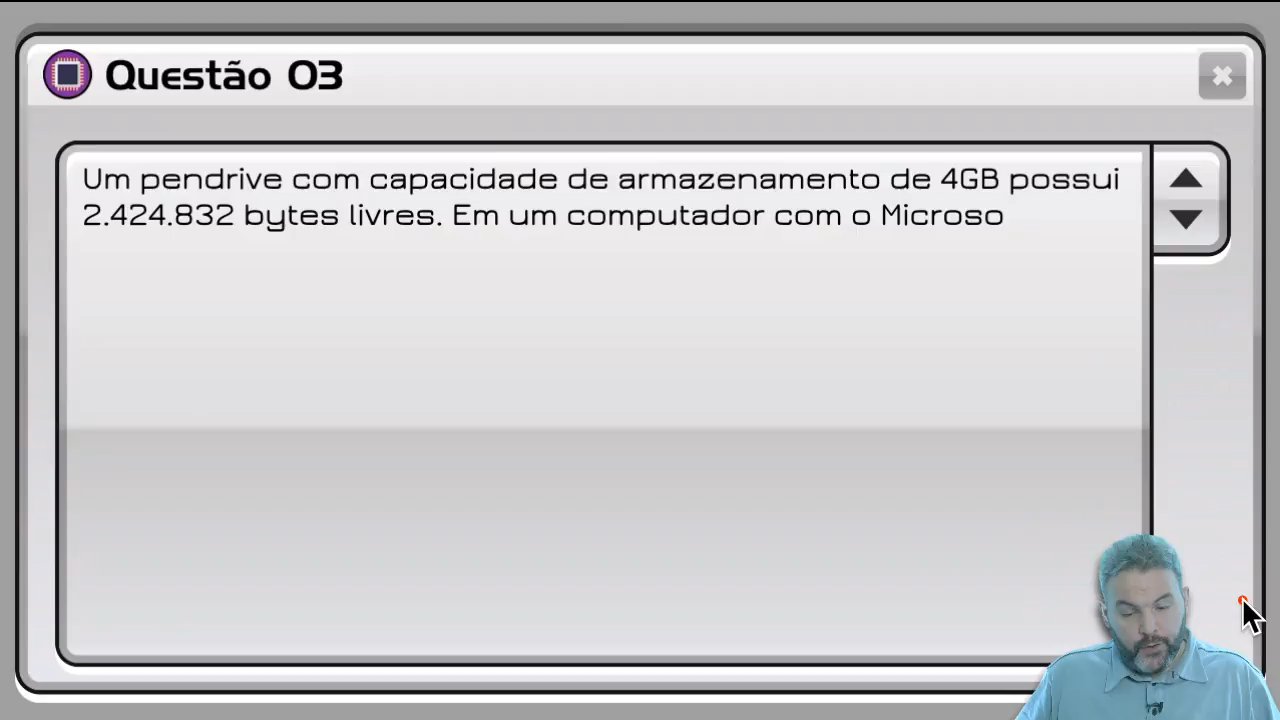 Questão 03
Um pendrive com capacidade de armazenamento de 4GB possui
2.424.832 bytes livres. Em um computador com o Microso